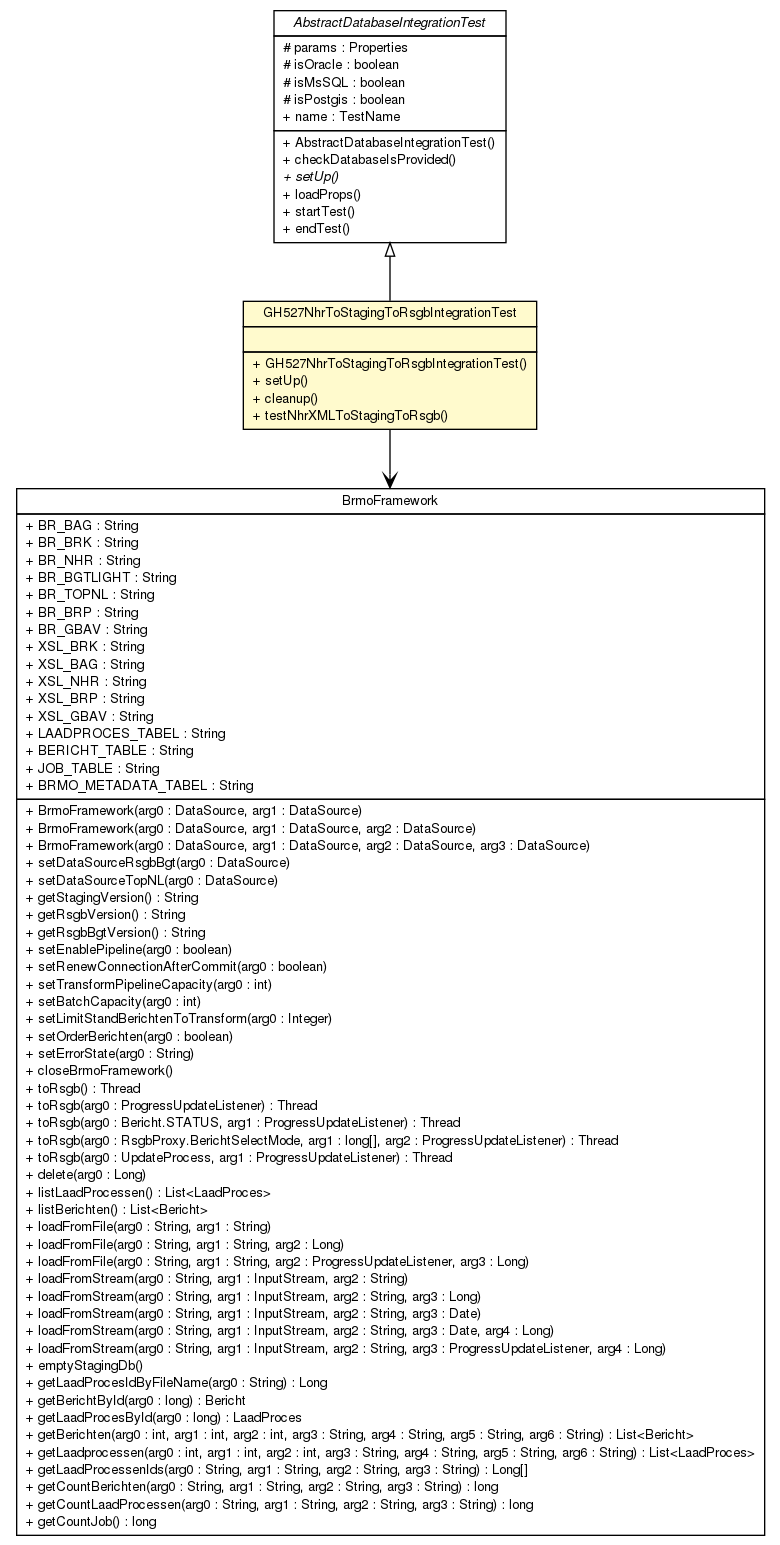 AbstractDatabaseIntegrationTest
# params : Properties
# isOracle : boolean
# isMsSQL : boolean
# isPostgis : boolean
+ name : TestName
+ AbstractDatabaseIntegrationTest()
+ checkDatabaseIsProvided()
+ setUp()
+ loadProps()
+ startTest()
+ endTest()
GH527NhrToStagingToRsgbIntegrationTest
+ GH527NhrToStagingToRsgbIntegrationTest()
+ setUp()
+ cleanup()
+ testNhrXMLToStagingToRsgb()
BrmoFramework
+ BR_BAG : String
+ BR_BRK : String
+ BR_NHR : String
+ BR_BGTLIGHT : String
+ BR_TOPNL : String
+ BR_BRP : String
+ BR_GBAV : String
+ XSL_BRK : String
+ XSL_BAG : String
+ XSL_NHR : String
+ XSL_BRP : String
+ XSL_GBAV : String
+ LAADPROCES_TABEL : String
+ BERICHT_TABLE : String
+ JOB_TABLE : String
+ BRMO_METADATA_TABEL : String
+ BrmoFramework(arg0 : DataSource, arg1 : DataSource)
+ BrmoFramework(arg0 : DataSource, arg1 : DataSource, arg2 : DataSource)
+ BrmoFramework(arg0 : DataSource, arg1 : DataSource, arg2 : DataSource, arg3 : DataSource)
+ setDataSourceRsgbBgt(arg0 : DataSource)
+ setDataSourceTopNL(arg0 : DataSource)
+ getStagingVersion() : String
+ getRsgbVersion() : String
+ getRsgbBgtVersion() : String
+ setEnablePipeline(arg0 : boolean)
+ setRenewConnectionAfterCommit(arg0 : boolean)
+ setTransformPipelineCapacity(arg0 : int)
+ setBatchCapacity(arg0 : int)
+ setLimitStandBerichtenToTransform(arg0 : Integer)
+ setOrderBerichten(arg0 : boolean)
+ setErrorState(arg0 : String)
+ closeBrmoFramework()
+ toRsgb() : Thread
+ toRsgb(arg0 : ProgressUpdateListener) : Thread
+ toRsgb(arg0 : Bericht.STATUS, arg1 : ProgressUpdateListener) : Thread
+ toRsgb(arg0 : RsgbProxy.BerichtSelectMode, arg1 : long[], arg2 : ProgressUpdateListener) : Thread
+ toRsgb(arg0 : UpdateProcess, arg1 : ProgressUpdateListener) : Thread
+ delete(arg0 : Long)
+ listLaadProcessen() : List<LaadProces>
+ listBerichten() : List<Bericht>
+ loadFromFile(arg0 : String, arg1 : String)
+ loadFromFile(arg0 : String, arg1 : String, arg2 : Long)
+ loadFromFile(arg0 : String, arg1 : String, arg2 : ProgressUpdateListener, arg3 : Long)
+ loadFromStream(arg0 : String, arg1 : InputStream, arg2 : String)
+ loadFromStream(arg0 : String, arg1 : InputStream, arg2 : String, arg3 : Long)
+ loadFromStream(arg0 : String, arg1 : InputStream, arg2 : String, arg3 : Date)
+ loadFromStream(arg0 : String, arg1 : InputStream, arg2 : String, arg3 : Date, arg4 : Long)
+ loadFromStream(arg0 : String, arg1 : InputStream, arg2 : String, arg3 : ProgressUpdateListener, arg4 : Long)
+ emptyStagingDb()
+ getLaadProcesIdByFileName(arg0 : String) : Long
+ getBerichtById(arg0 : long) : Bericht
+ getLaadProcesById(arg0 : long) : LaadProces
+ getBerichten(arg0 : int, arg1 : int, arg2 : int, arg3 : String, arg4 : String, arg5 : String, arg6 : String) : List<Bericht>
+ getLaadprocessen(arg0 : int, arg1 : int, arg2 : int, arg3 : String, arg4 : String, arg5 : String, arg6 : String) : List<LaadProces>
+ getLaadProcessenIds(arg0 : String, arg1 : String, arg2 : String, arg3 : String) : Long[]
+ getCountBerichten(arg0 : String, arg1 : String, arg2 : String, arg3 : String) : long
+ getCountLaadProcessen(arg0 : String, arg1 : String, arg2 : String, arg3 : String) : long
+ getCountJob() : long